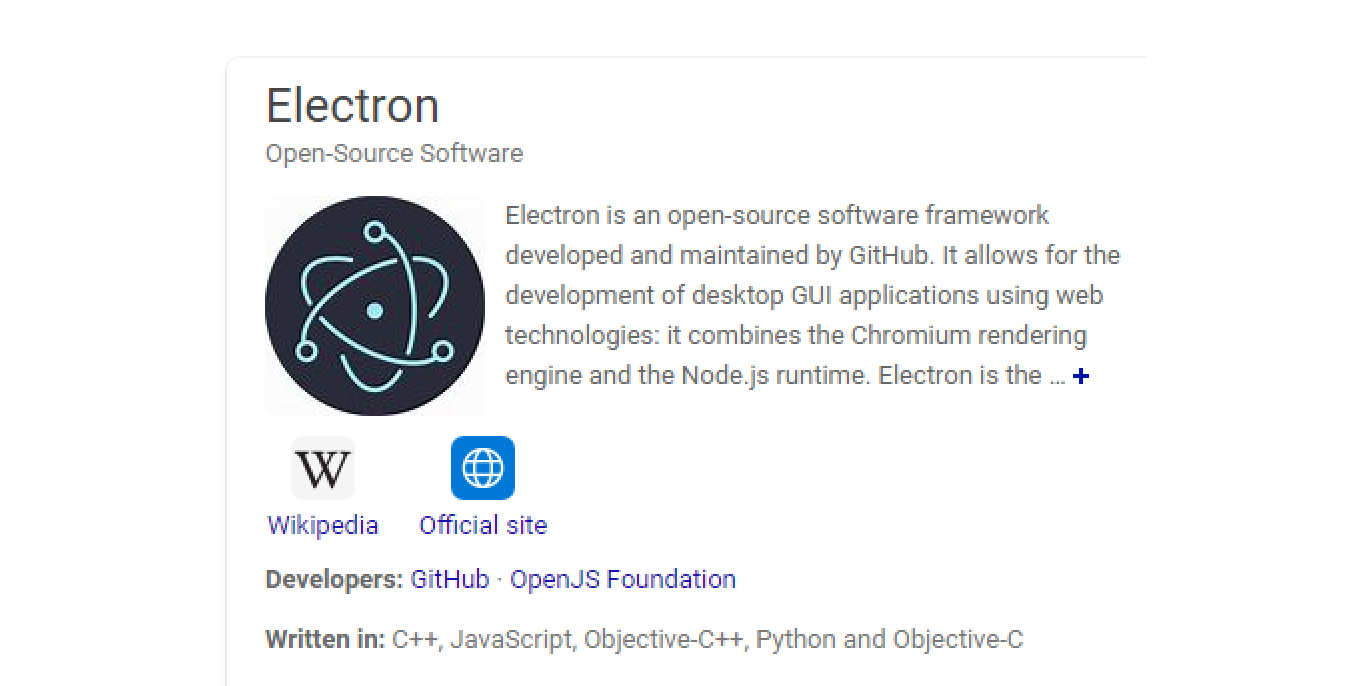 Electron
Open-Source Software
Electron is an open-source software framework
developed and maintained by GitHub. It allows for the
development of desktop GUI applications using web
technologies: it combines the Chromium rendering
engine and the Node.js runtime. Electron is the ... +
W
Wikipedia Official site
Developers: GitHub · OpenJS Foundation
Written in: C++, JavaScript, Objective-C++, Python and Objective-C